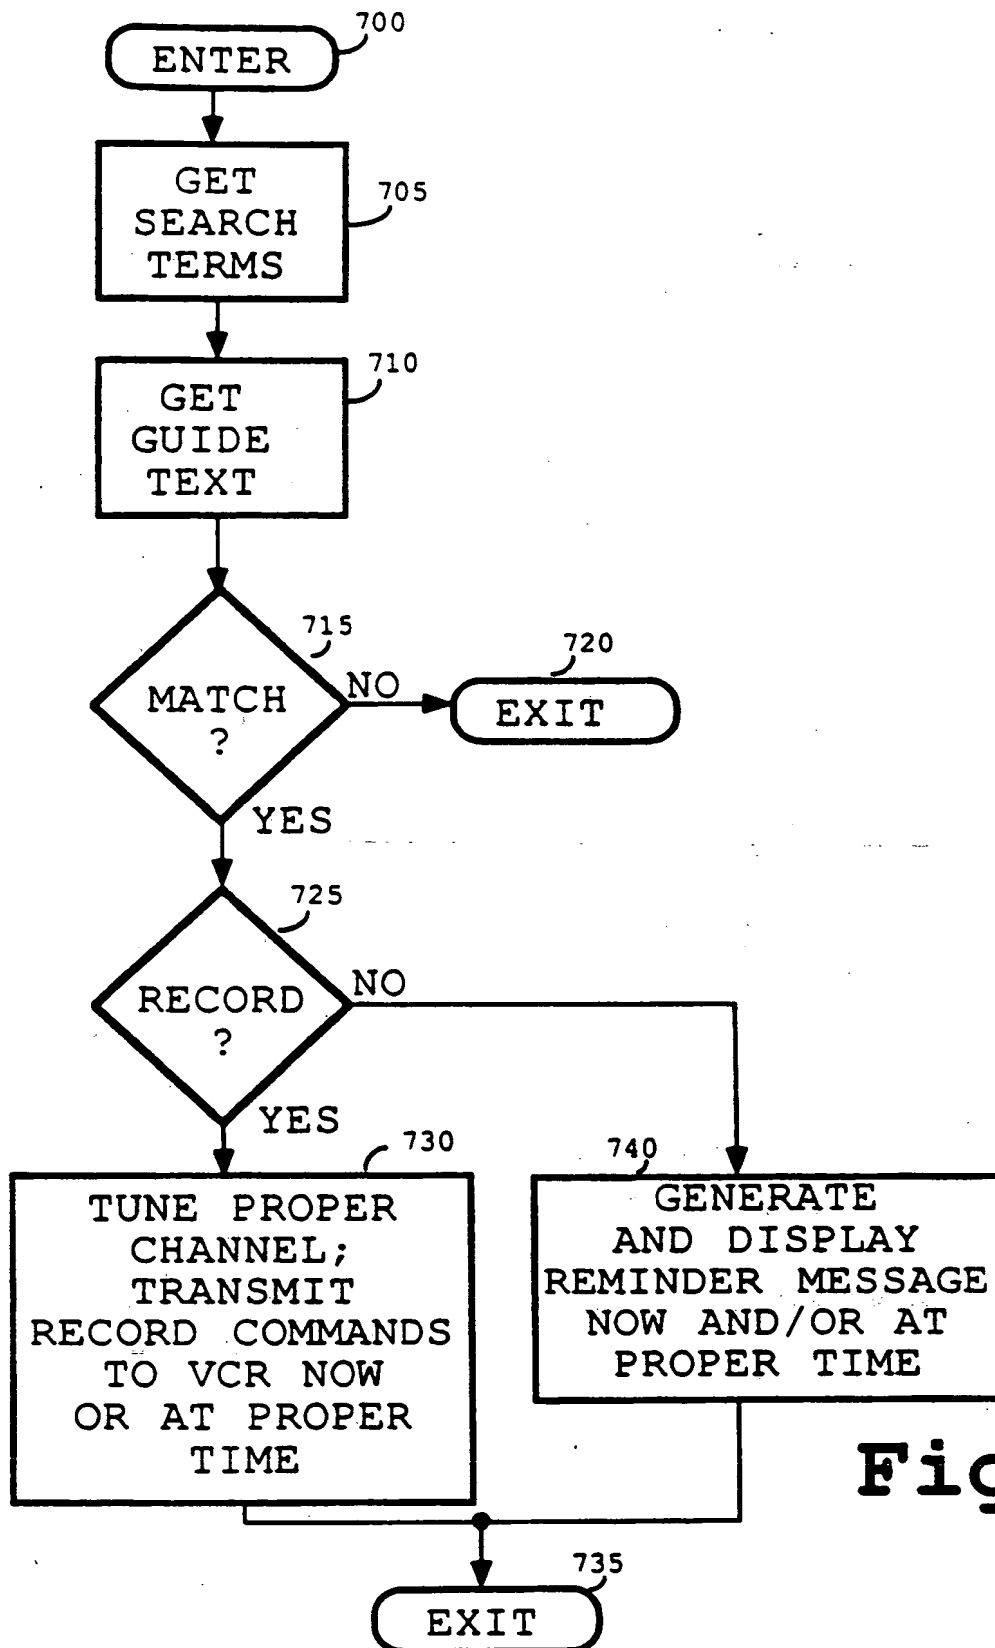 700
ENTER
GET
SEARCH
TERMS
705
GET
GUIDE
TEXT
710
MATCH
?
715
NO
720
EXIT
YES
RECORD
?
725
NO
YES
730
TUNE PROPER
CHANNEL;
TRANSMIT
RECORD COMMANDS
TO VCR NOW
OR AT PROPER
TIME
740
GENERATE
AND DISPLAY
REMINDER MESSAGE
NOW AND/OR AT
PROPER TIME
Fig
735
EXIT